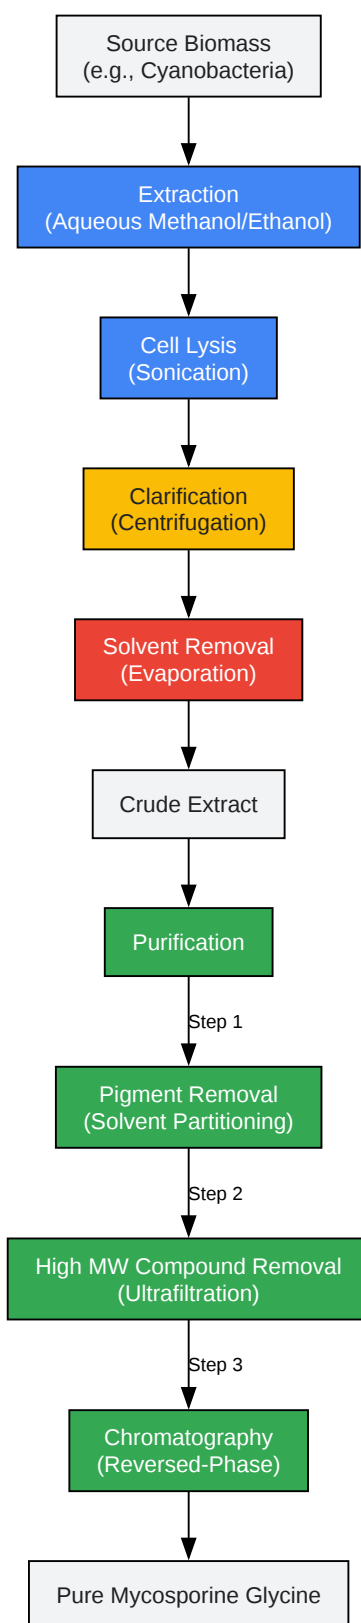 Source Biomass
(e.g., Cyanobacteria)
Extraction
(Aqueous Methanol/Ethanol)
Cell Lysis
(Sonication)
Clarification
(Centrifugation)
Solvent Removal
(Evaporation)
Crude Extract
Purification
Step 1
Pigment Removal
(Solvent Partitioning)
Step 2
High MW Compound Removal
(Ultrafiltration)
Step 3
Chromatography
(Reversed-Phase)
Pure Mycosporine Glycine